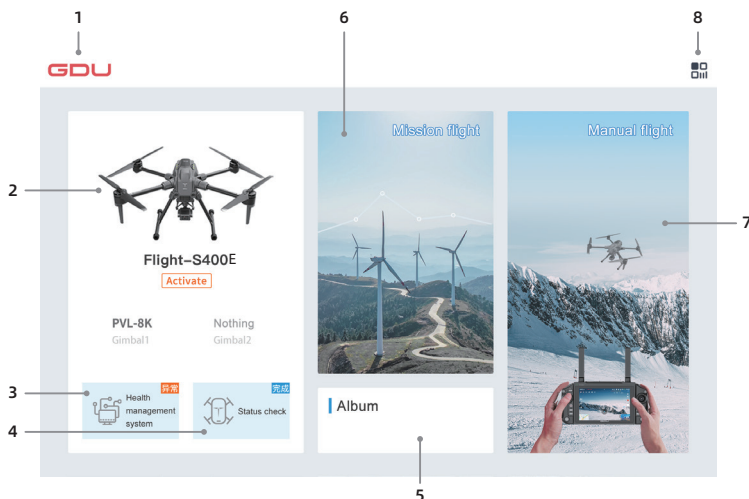 1
6
8
GDU
Mission flight
Manual flight
2
7
Flight-S400E
Activate
PVL-8K
Nothing
Gimbal1
Gimbal2
3
异常
完成
Health
management
system
Status check
4
Album
5